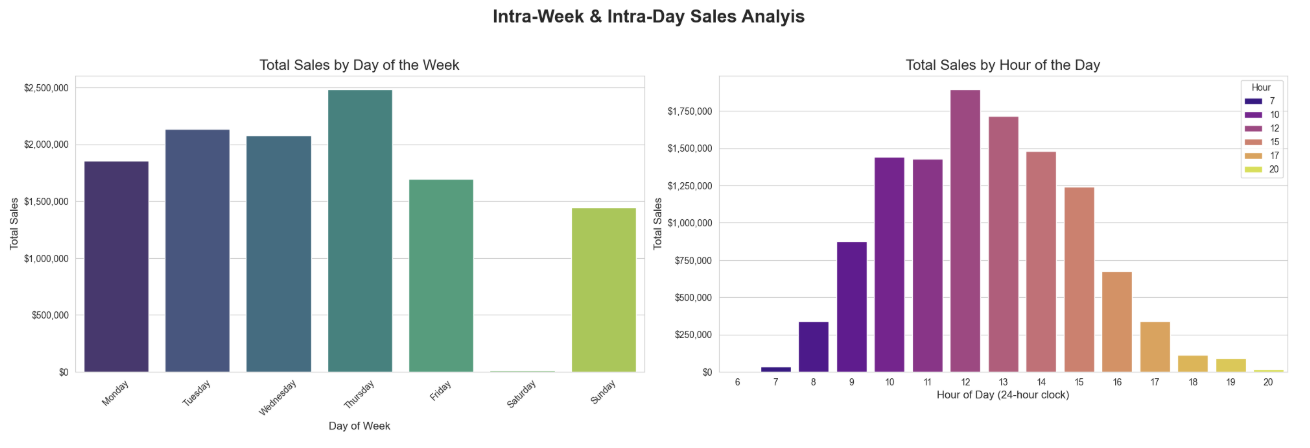 Intra-Week & Intra-Day Sales Analyis
Total Sales by Day of the Week
$2,500,000
$2,000,000
$1,500,000
$1,000,000
$500,000
$0
Total Sales
Monday
Tuesday
Wednesday
Thursday
Friday
Saturday
Sunday
Day of Week
Total Sales by Hour of the Day
$1,750,000
$1,500,000
$1,250,000
$1,000,000
$750,000
$500,000
$250,000
$0
Total Sales
Hour
7
10
12
15
17
20
6 7 8 9 10 11 12 13 14 15 16 17 18 19 20
Hour of Day (24-hour clock)